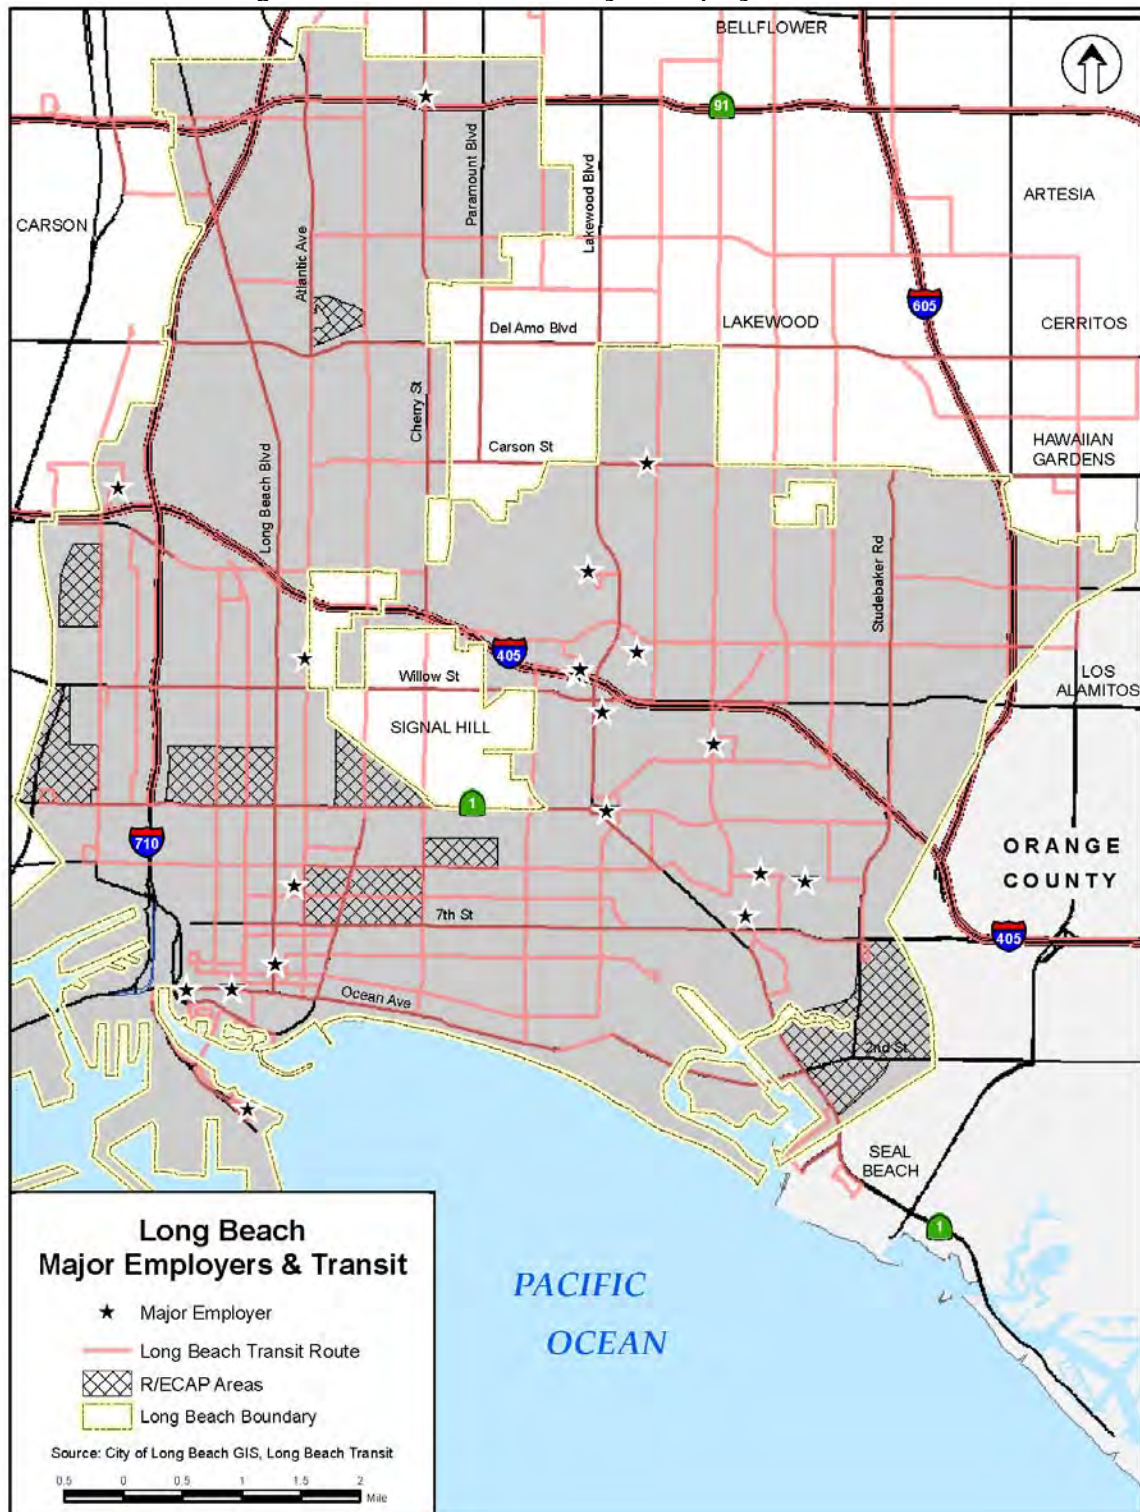 BELLFLOWER
91
Paramount Blvd
Lakewood Blvd
ARTESIA
CARSON
Atlantic Ave
605
Del Amo Blvd
LAKEWOOD
CERRITOS
Cherry St
Carson St
HAWAIIAN
GARDENS
Long Beach Blvd
Studebaker Rd
405
Willow St
LOS
ALAMITOS
SIGNAL HILL
1
710
ORANGE
COUNTY
7th St
405
Ocean Ave
2nd St
SEAL
BEACH
1
PACIFIC
OCEAN
Long Beach
Major Employers & Transit
Major Employer
Long Beach Transit Route
R/ECAP Areas
Long Beach Boundary
Source: City of Long Beach GIS, Long Beach Transit
0.5 0 0.5 1 1.5 2
Mile